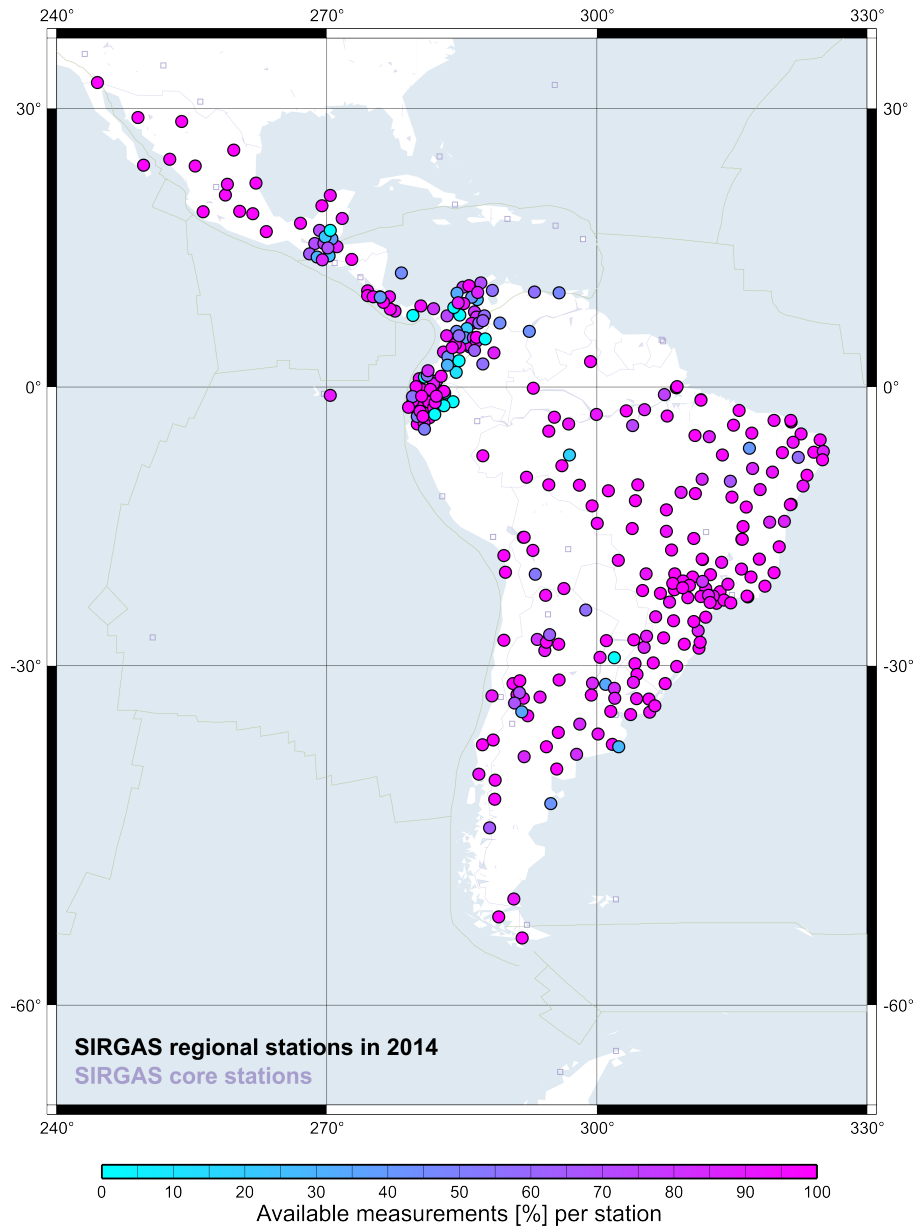 240° 270° 300° 330°
30° 30°
0° 0°
-30° -30°
-60° -60°
SIRGAS regional stations in 2014
SIRGAS core stations
240° 270° 300° 330°
0 10 20 30 40 50 60 70 80 90 100
Available measurements [%] per station